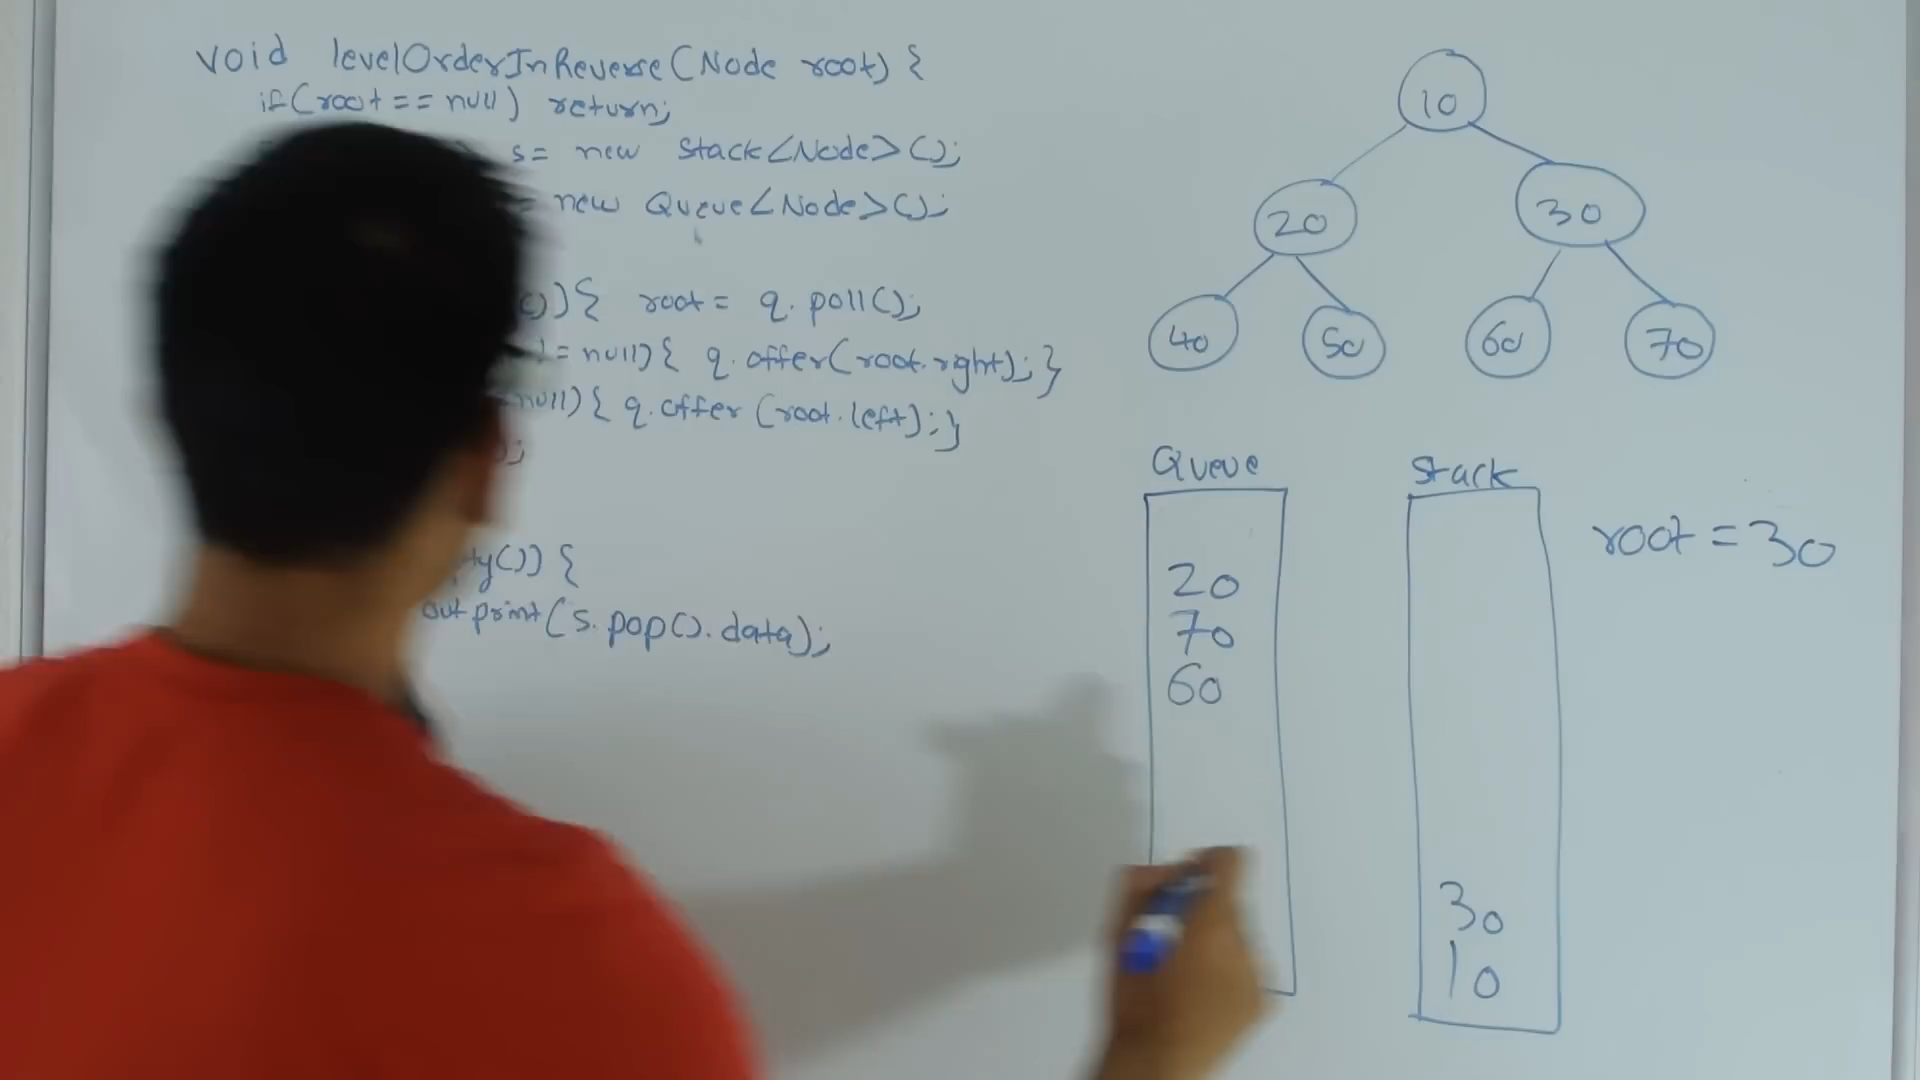 void levelOrderInReverse(Node root) {
if(root == null) return;
s= new Stack<Node>();
= new Queue<Node>();
()){ root = q.poll();
= null){ q.offer(root.right); }
null){ q.offer(root.left); }
);
ty()) {
out print(s.pop().data);
10
20
30
40
50
60
70
Queue
20
70
60
Stack
30
10
root = 30